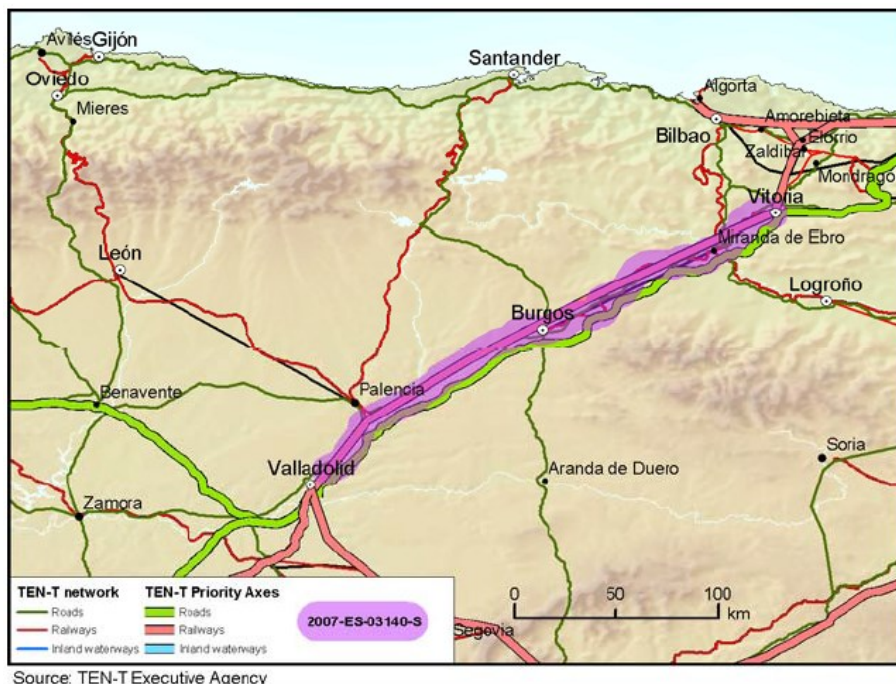 Avilés
Gijón
Oviedo
Mieres
Santander
Algorta
Amorebieta
Bilbao
Elorrio
Zaldibar
Mondrago
Vitoria
Miranda de Ebro
León
Logroño
Burgos
Benavente
Palencia
Soria
Valladolid
Aranda de Duero
Zamora
TEN-T network
Roads
Railways
Inland waterways
TEN-T Priority Axes
Roads
Railways
Inland waterways
2007-ES-03140-S
0 50 100
km
Segovia
Source: TEN-T Executive Agency